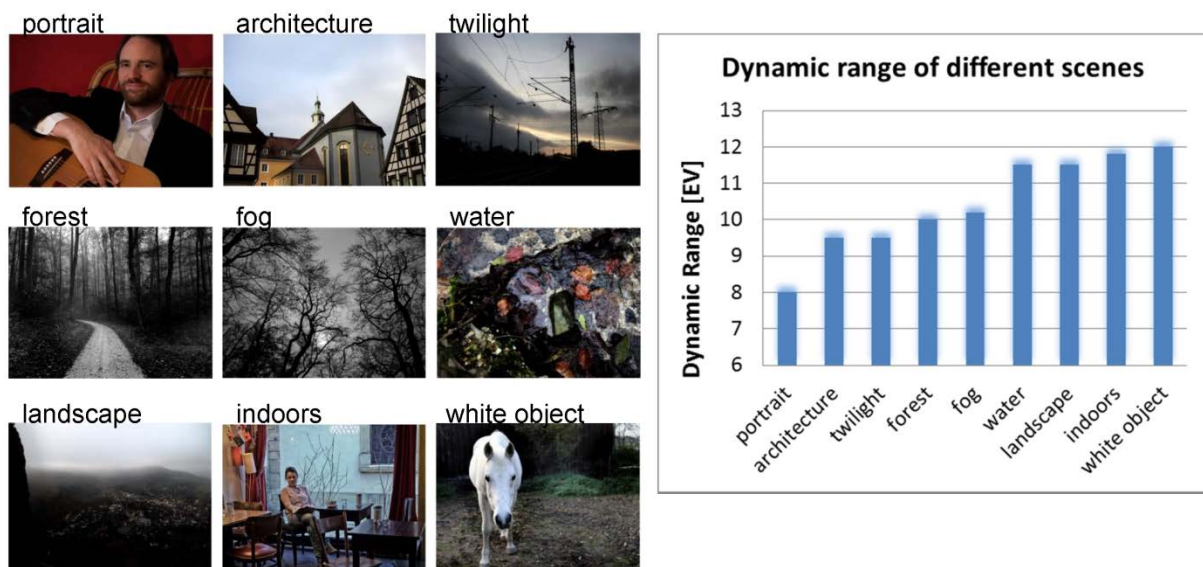 portrait architecture twilight
forest fog water
landscape indoors white object
Dynamic range of different scenes
Dynamic Range [EV]
13
12
11
10
9
8
7
6
portrait
architecture
twilight
forest
fog
water
landscape
indoors
white object